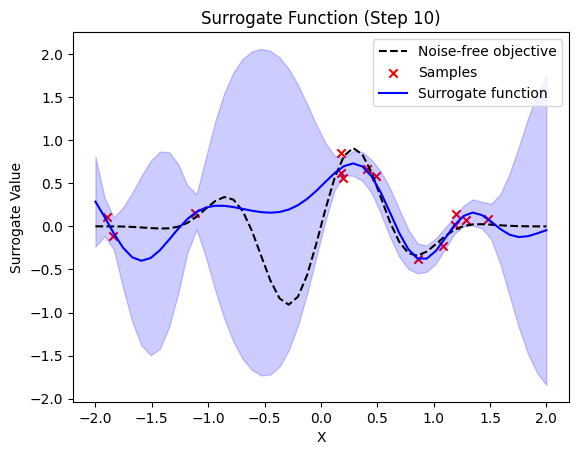 Surrogate Function (Step 10)
Noise-free objective
Samples
Surrogate function
Surrogate Value
2.0
1.5
1.0
0.5
0.0
−0.5
−1.0
−1.5
−2.0
−2.0 −1.5 −1.0 −0.5 0.0 0.5 1.0 1.5 2.0
X